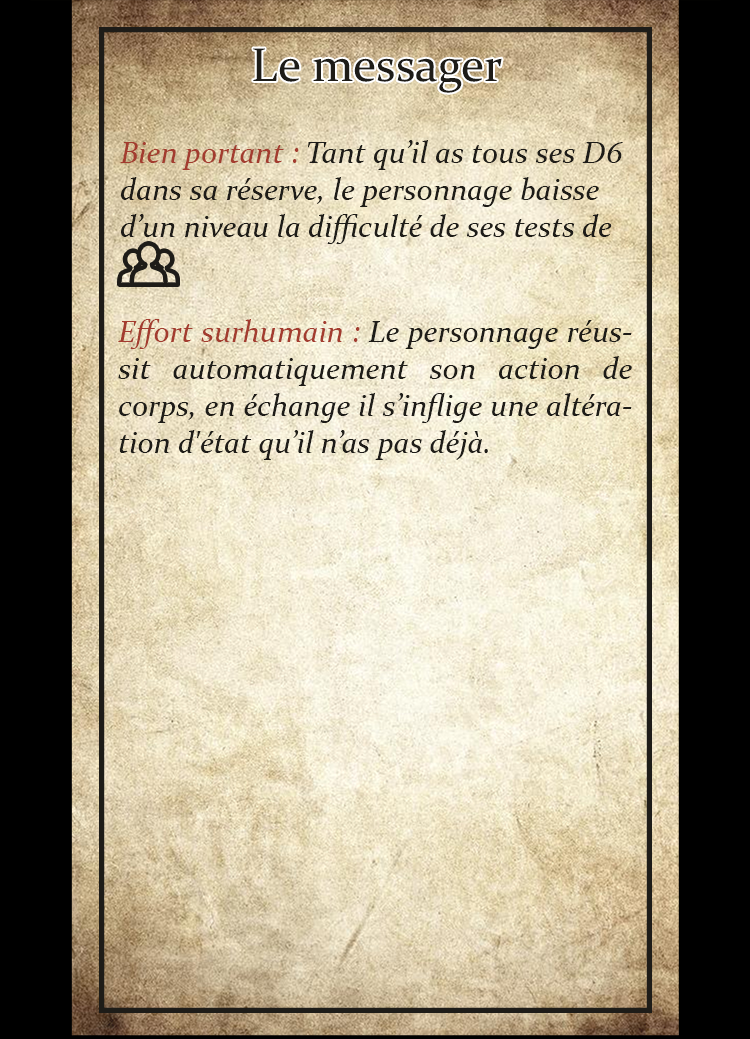 Le messager
Bien portant : Tant qu’il as tous ses D6
dans sa réserve, le personnage baisse
d’un niveau la difficulté de ses tests de
Effort surhumain : Le personnage réus-
sit automatiquement son action de
corps, en échange il s’inflige une altéra-
tion d'état qu’il n’as pas déjà.